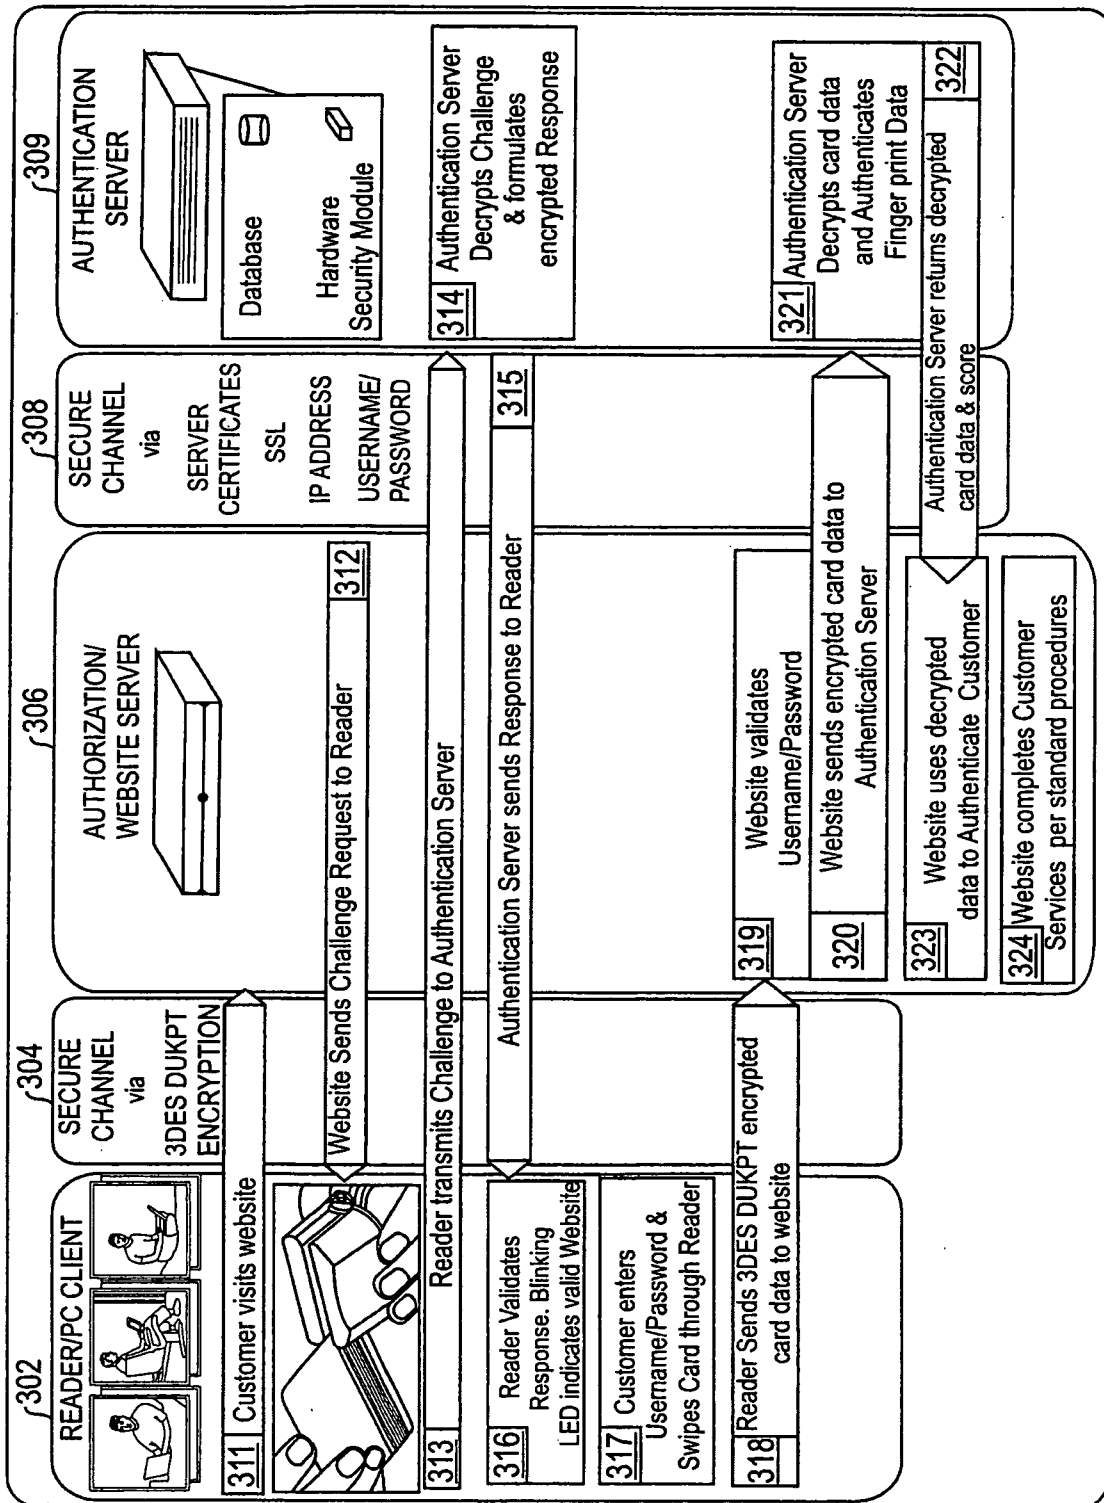 302
READER/PC CLIENT
304
SECURE
CHANNEL
via
3DES DUKPT
ENCRYPTION
306
AUTHORIZATION/
WEBSITE SERVER
308
SECURE
CHANNEL
via
SERVER
CERTIFICATES
SSL
IP ADDRESS
USERNAME/
PASSWORD
309
AUTHENTICATION
SERVER
Database
Hardware
Security Module
311 Customer visits website
Website Sends Challenge Request to Reader 312
313 Reader transmits Challenge to Authentication Server
314 Authentication Server
Decrypts Challenge
& formulates
encrypted Response
Authentication Server sends Response to Reader 315
316 Reader Validates
Response. Blinking
LED indicates valid Website
317 Customer enters
Username/Password &
Swipes Card through Reader
318 Reader Sends 3DES DUKPT encrypted
card data to website
319 Website validates
Username/Password
320 Website sends encrypted card data to
Authentication Server
321 Authentication Server
Decrypts card data
and Authenticates
Finger print Data
322
Authentication Server returns decrypted
card data & score
323 Website uses decrypted
data to Authenticate Customer
324 Website completes Customer
Services per standard procedures